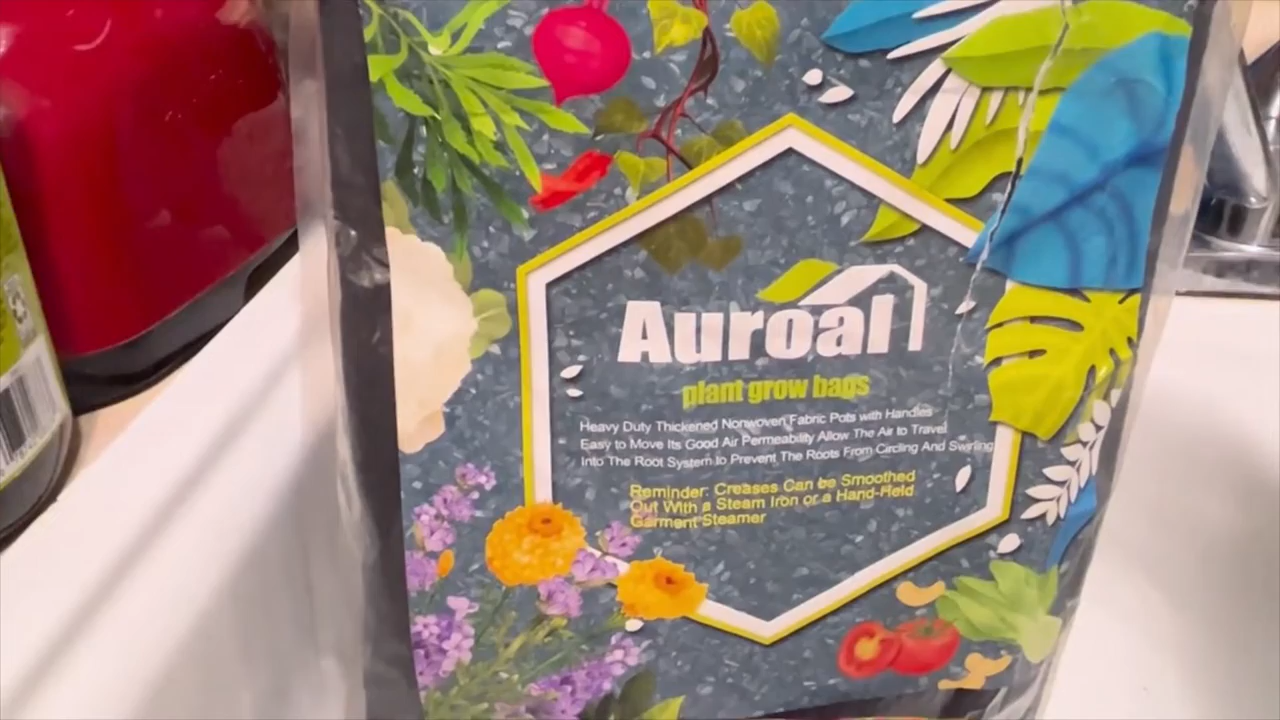 Auroal
plant grow bags
Heavy Duty Thickened Nonwoven Fabric Pots with Handles
Easy to Move Its Good Air Permeability Allow The Air to Travel
Into The Root System to Prevent The Roots From Circling And Swirling
Reminder: Creases Can be Smoothed
Out With a Steam Iron or a Hand-Field
Garment Steamer